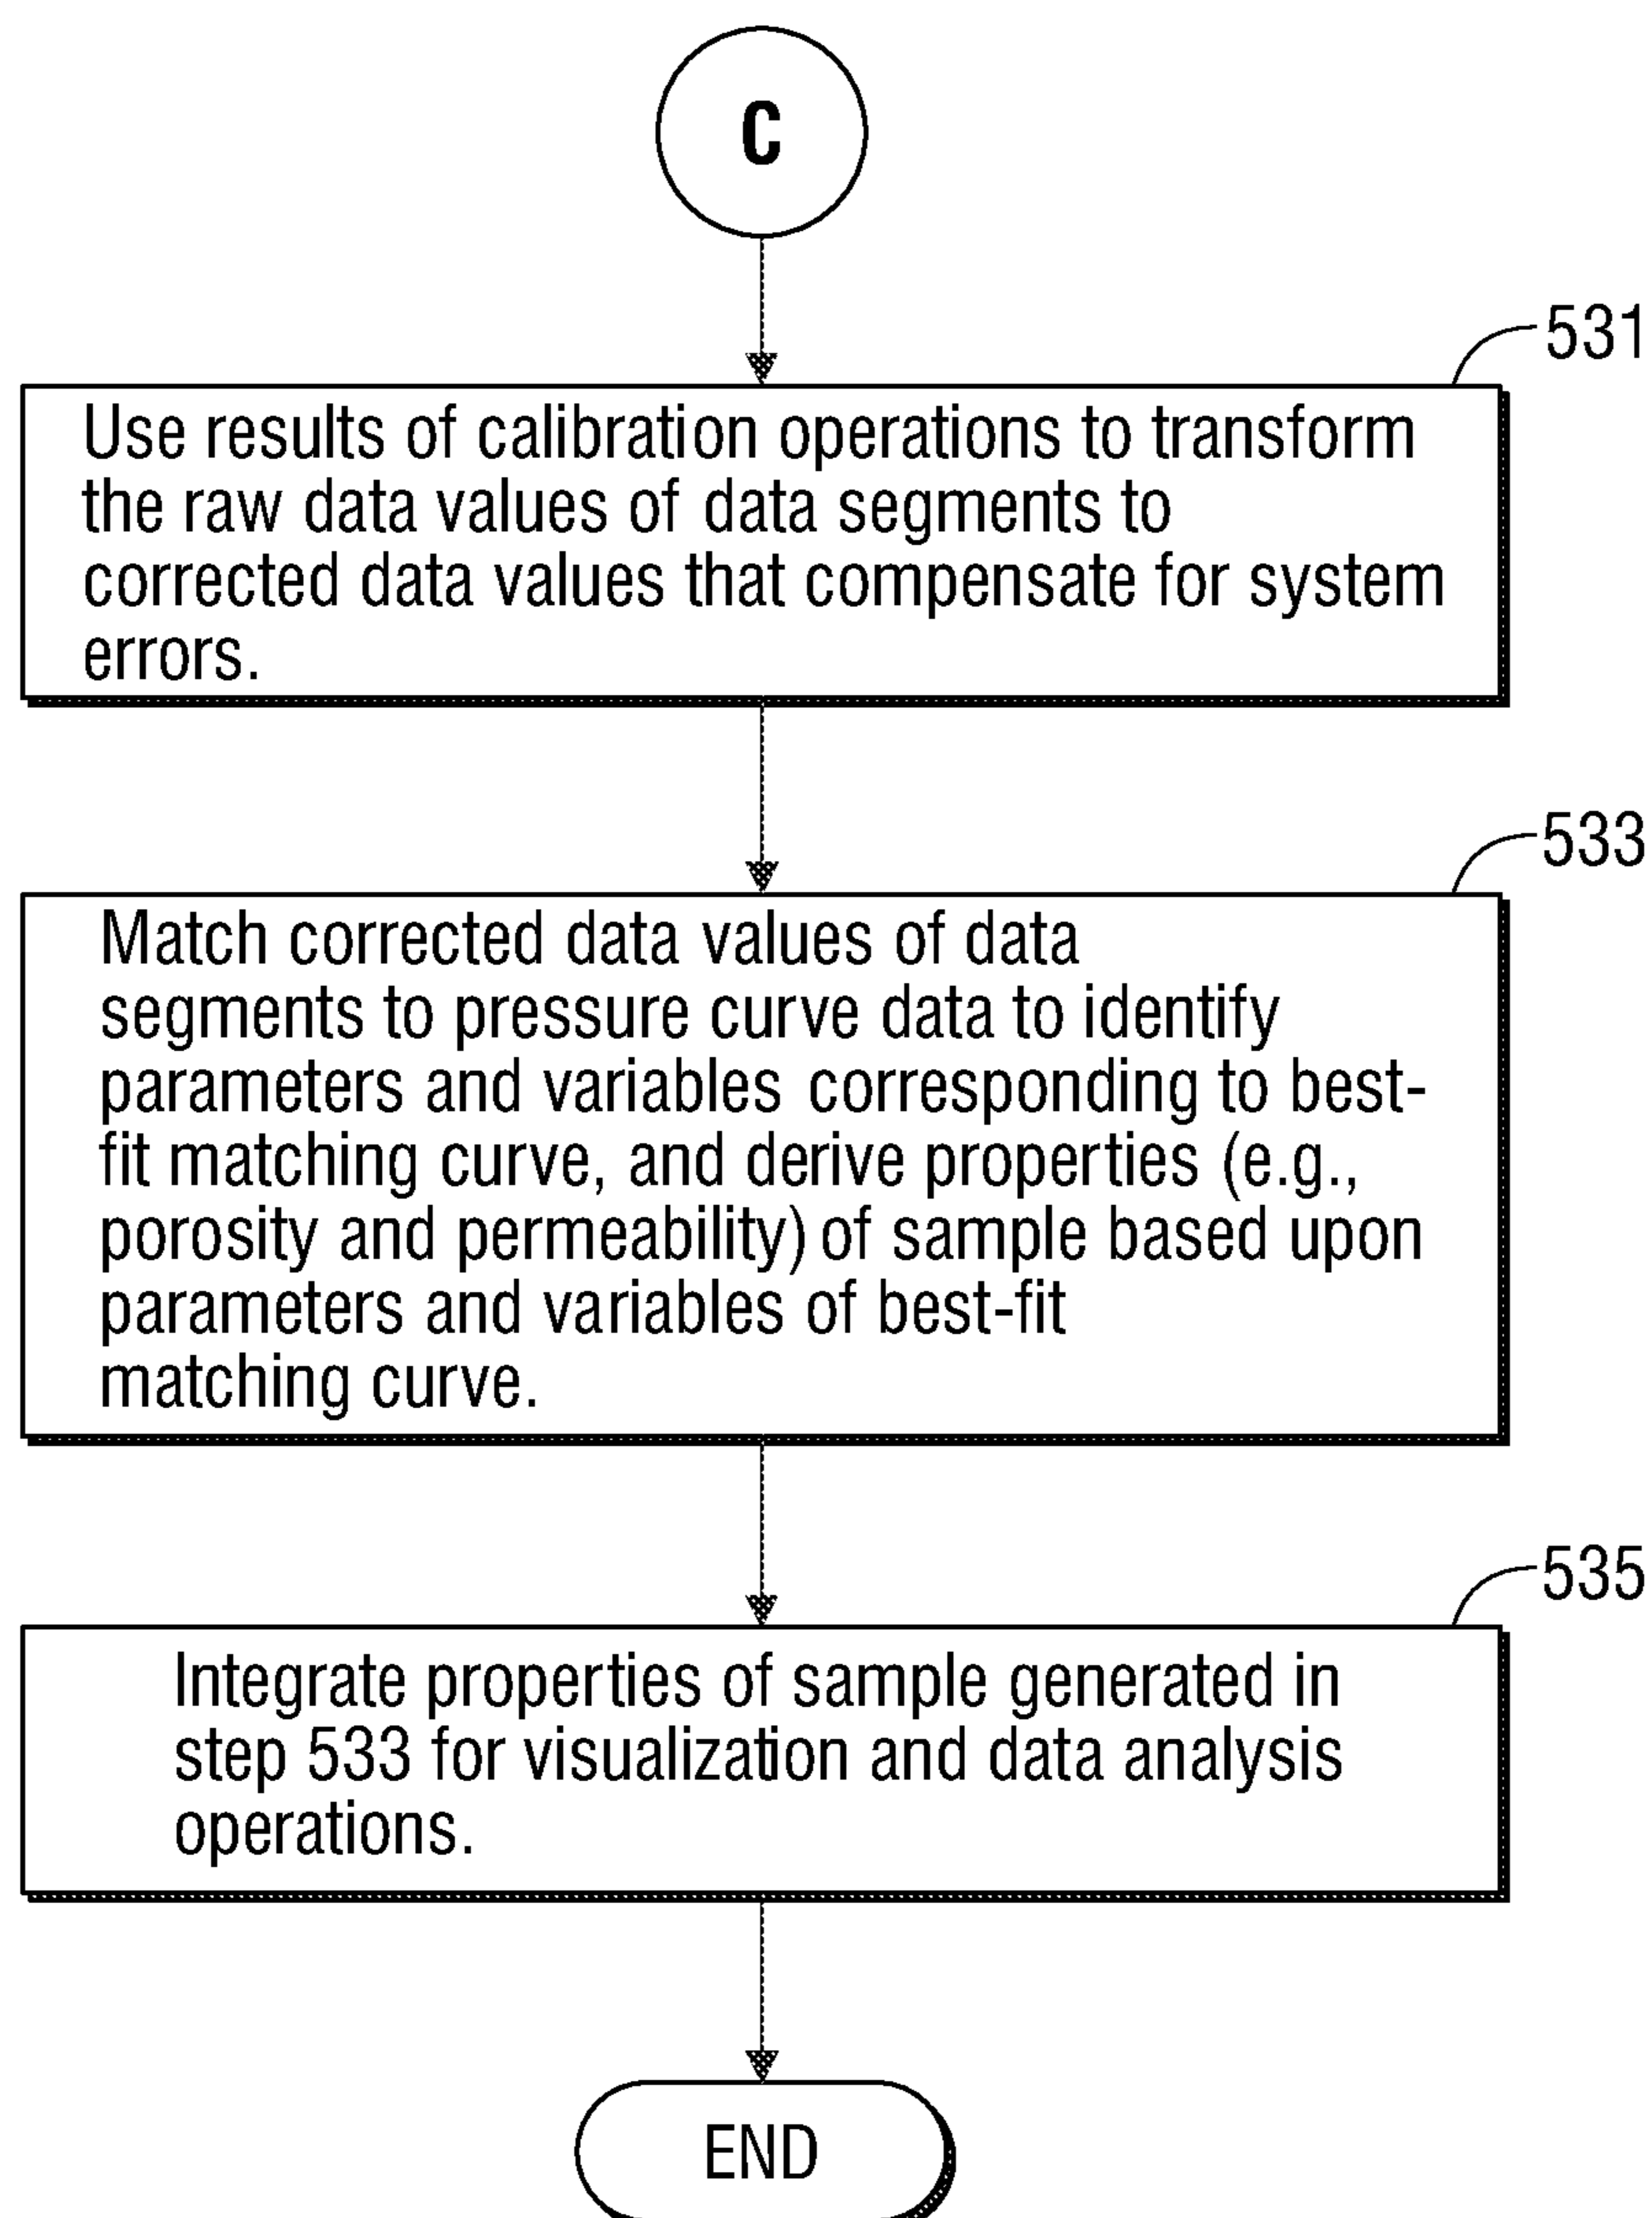 C
531
Use results of calibration operations to transform
the raw data values of data segments to
corrected data values that compensate for system
errors.
533
Match corrected data values of data
segments to pressure curve data to identify
parameters and variables corresponding to best-
fit matching curve, and derive properties (e.g.,
porosity and permeability) of sample based upon
parameters and variables of best-fit
matching curve.
535
Integrate properties of sample generated in
step 533 for visualization and data analysis
operations.
END